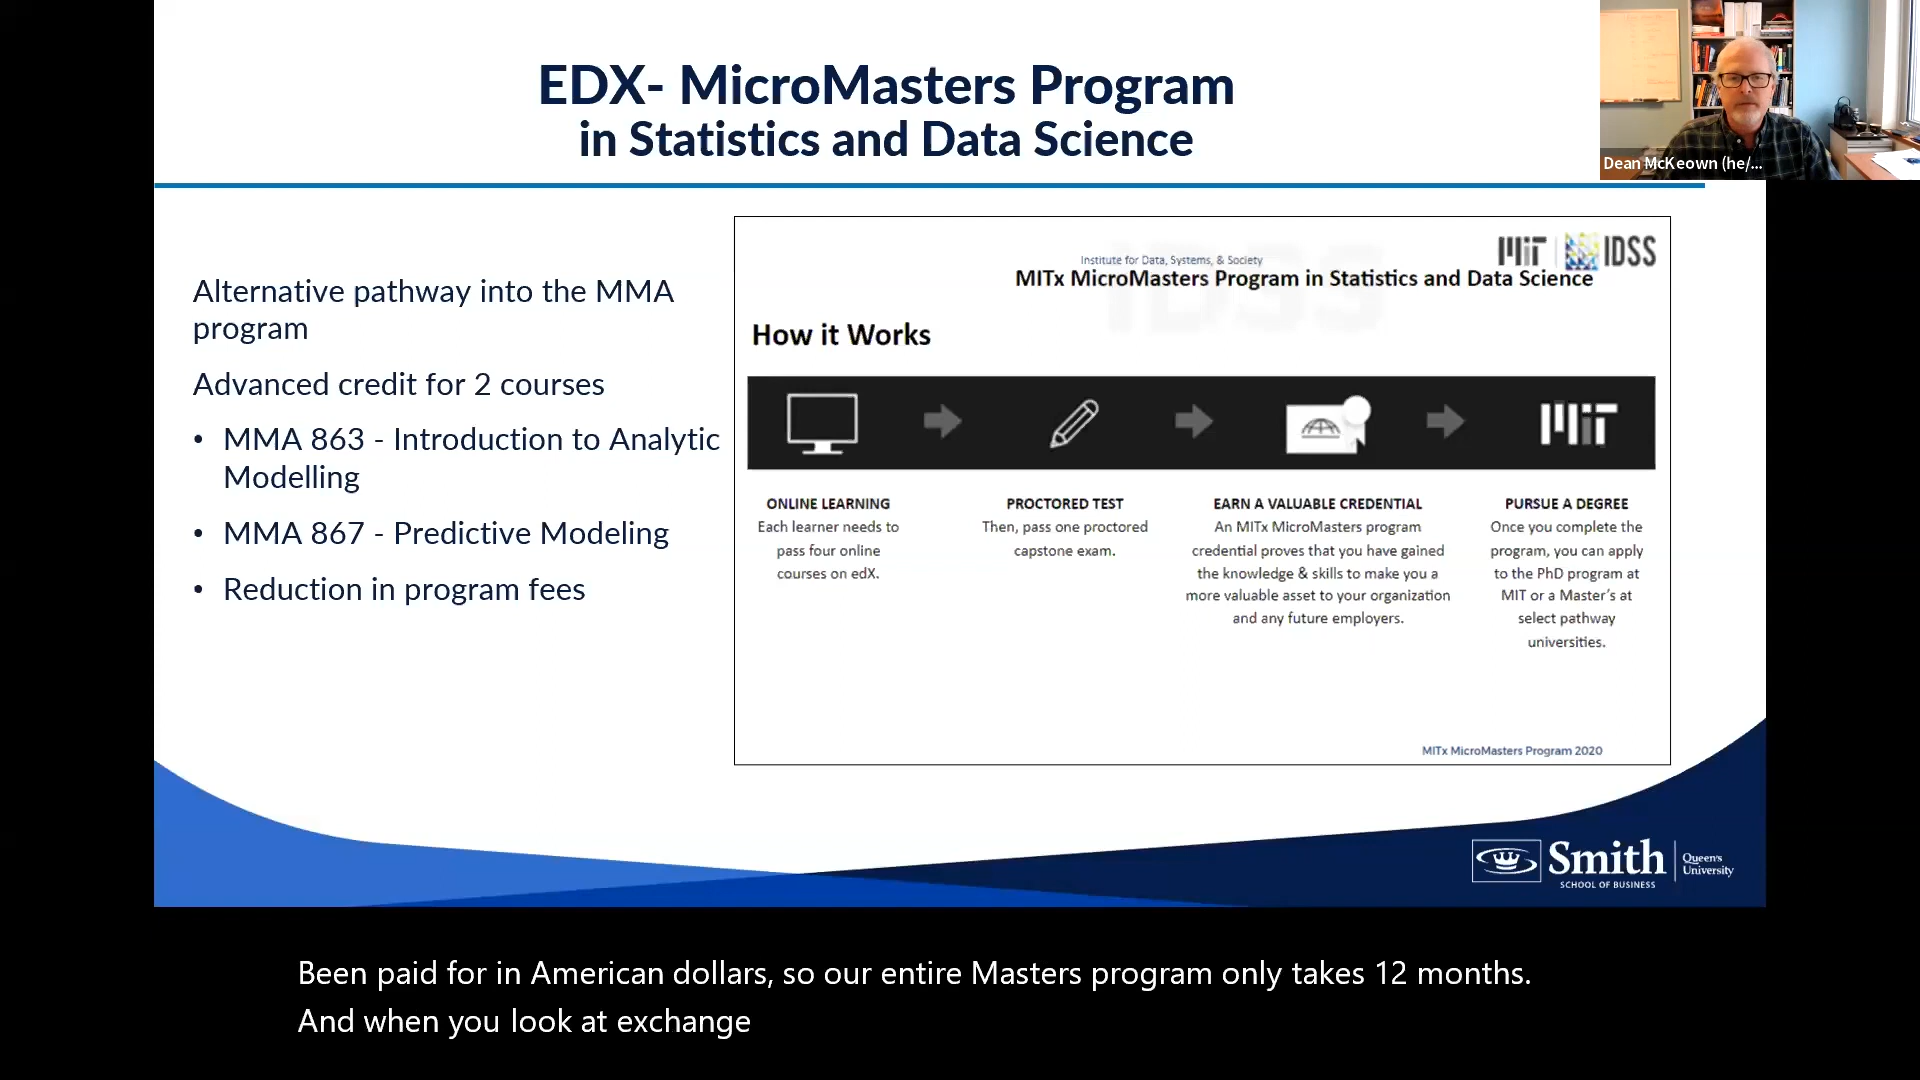 EDX- MicroMasters Program
in Statistics and Data Science
Dean McKeown (he/...
Alternative pathway into the MMA
program
Advanced credit for 2 courses
• MMA 863 - Introduction to Analytic
Modelling
• MMA 867 - Predictive Modeling
• Reduction in program fees
MIT IDSS
IDSS
Institute for Data, Systems, & Society
MITx MicroMasters Program in Statistics and Data Science
How it Works
MIT
ONLINE LEARNING
Each learner needs to
pass four online
courses on edX.
PROCTORED TEST
Then, pass one proctored
capstone exam.
EARN A VALUABLE CREDENTIAL
An MITx MicroMasters program
credential proves that you have gained
the knowledge & skills to make you a
more valuable asset to your organization
and any future employers.
PURSUE A DEGREE
Once you complete the
program, you can apply
to the PhD program at
MIT or a Master's at
select pathway
universities.
MITx MicroMasters Program 2020
Smith
SCHOOL OF BUSINESS
Queen's
University
Been paid for in American dollars, so our entire Masters program only takes 12 months.
And when you look at exchange